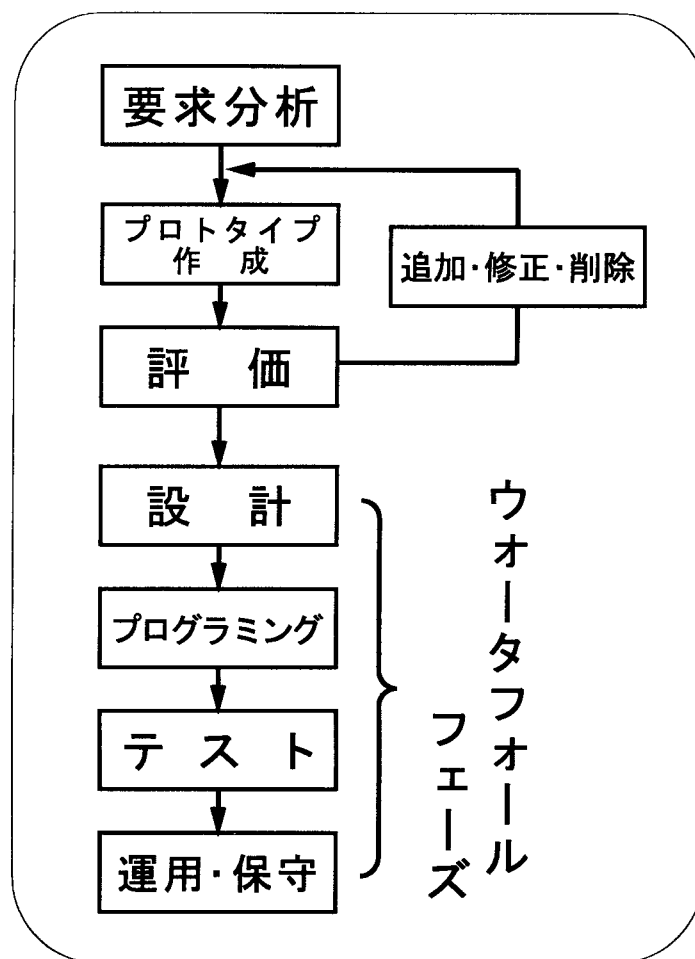 要求分析
プロトタイプ
作成
追加・修正・削除
評価
設計
プログラミング
テスト
運用・保守
ウォータフォール
フェーズ